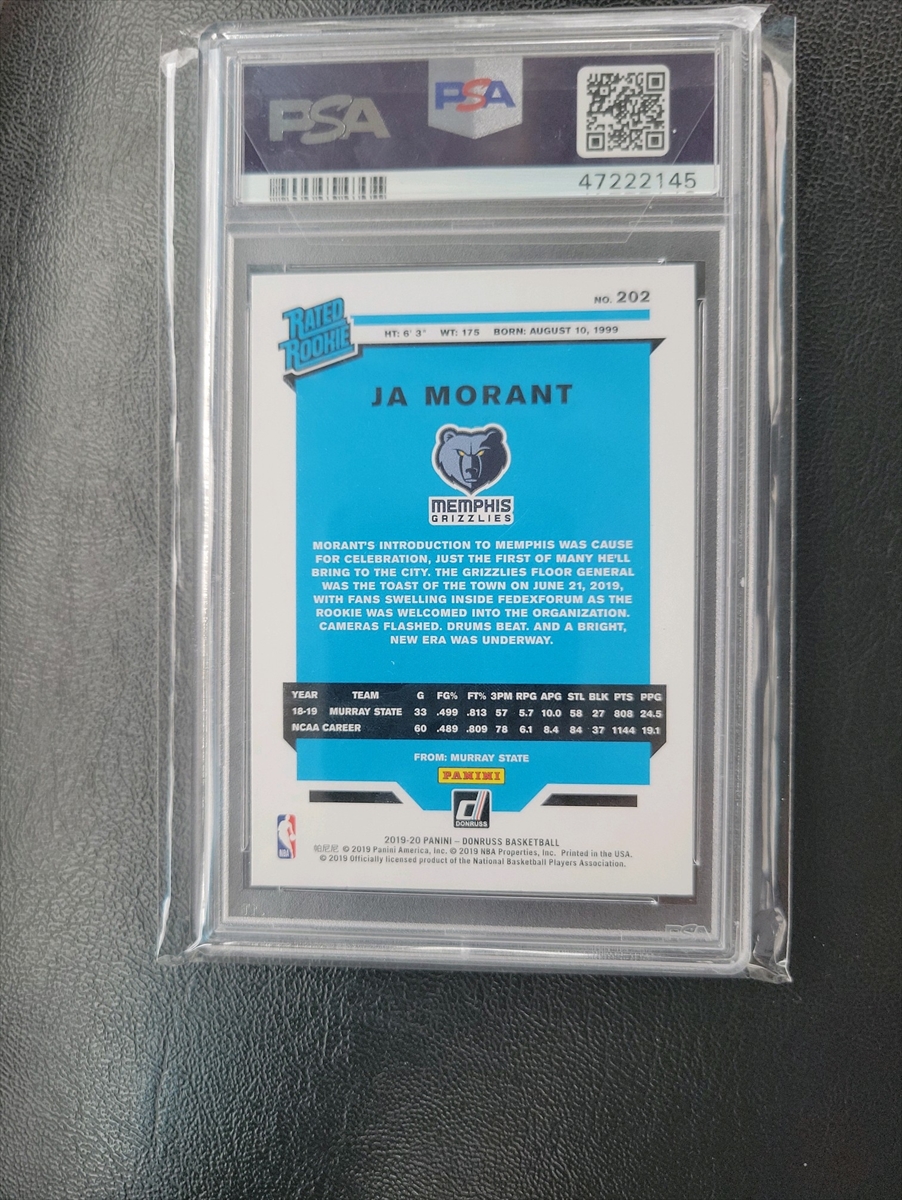 PSA
PSA
47222145
NO. 202
RATED
ROOKIE
HT: 6' 3" WT: 175 BORN: AUGUST 10, 1999
JA MORANT
MEMPHIS
GRIZZLIES
MORANT'S INTRODUCTION TO MEMPHIS WAS CAUSE
FOR CELEBRATION, JUST THE FIRST OF MANY HE'LL
BRING TO THE CITY. THE GRIZZLIES FLOOR GENERAL
WAS THE TOAST OF THE TOWN ON JUNE 21, 2019,
WITH FANS SWELLING INSIDE FEDEXFORUM AS THE
ROOKIE WAS WELCOMED INTO THE ORGANIZATION.
CAMERAS FLASHED. DRUMS BEAT. AND A BRIGHT,
NEW ERA WAS UNDERWAY.
YEAR TEAM G FG% FT% 3PM RPG APG STL BLK PTS PPG
18-19 MURRAY STATE 33 .499 .813 57 5.7 10.0 58 27 808 24.5
NCAA CAREER 60 .489 .809 78 6.1 8.4 84 37 1144 19.1
FROM: MURRAY STATE
PANINI
d
DONRUSS
NBA
2019-20 PANINI – DONRUSS BASKETBALL
帕尼尼 © 2019 Panini America, Inc. © 2019 NBA Properties, Inc. Printed in the USA.
© 2019 Officially licensed product of the National Basketball Players Association.
PSA